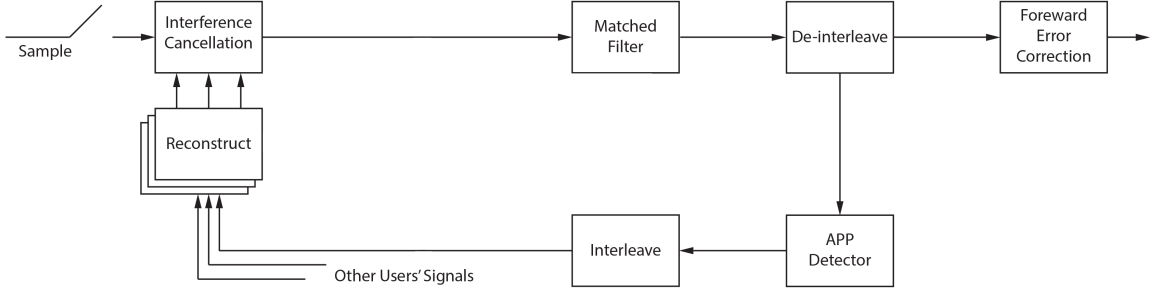 Sample
Interference
Cancellation
Matched
Filter
De-interleave
Foreward
Error
Correction
Reconstruct
Interleave
APP
Detector
Other Users' Signals